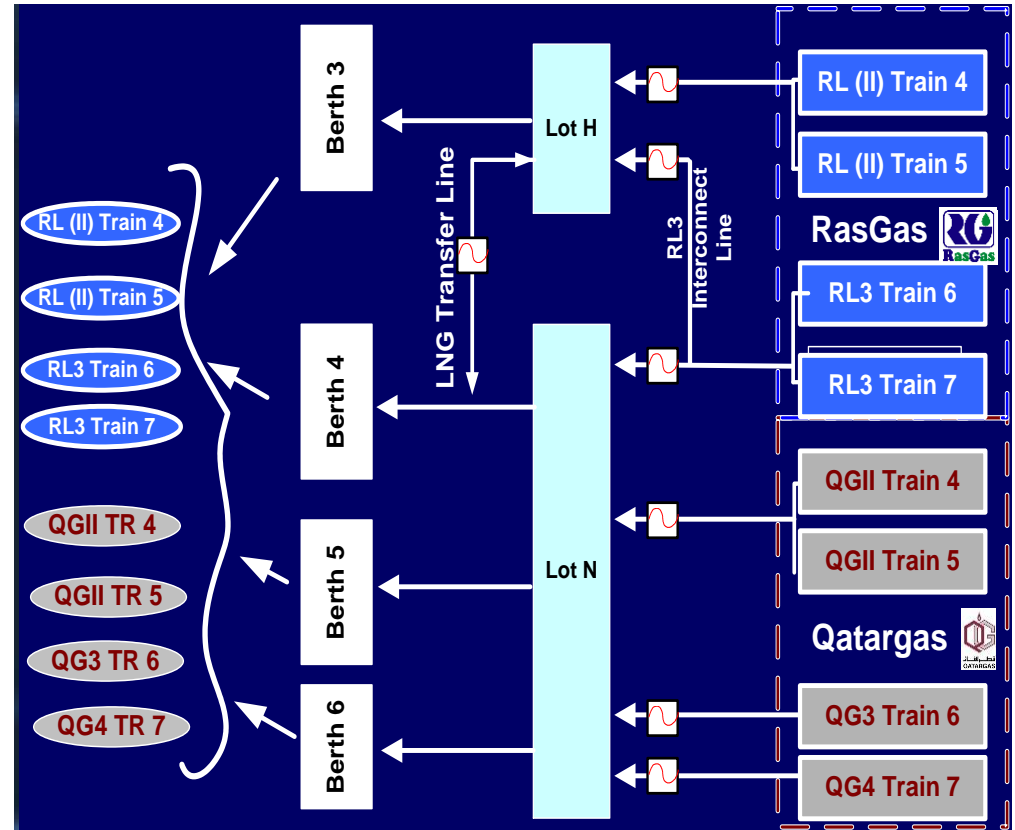 RL (II) Train 4
RL (II) Train 5
RL3 Train 6
RL3 Train 7
QGII TR 4
QGII TR 5
QG3 TR 6
QG4 TR 7
Berth 3
Berth 4
Berth 5
Berth 6
LNG Transfer Line
Lot H
Lot N
RL3
Interconnect
Line
RL (II) Train 4
RL (II) Train 5
RasGas
RG
RasGas
RL3 Train 6
RL3 Train 7
QGII Train 4
QGII Train 5
Qatargas
QATARGAS
QG3 Train 6
QG4 Train 7